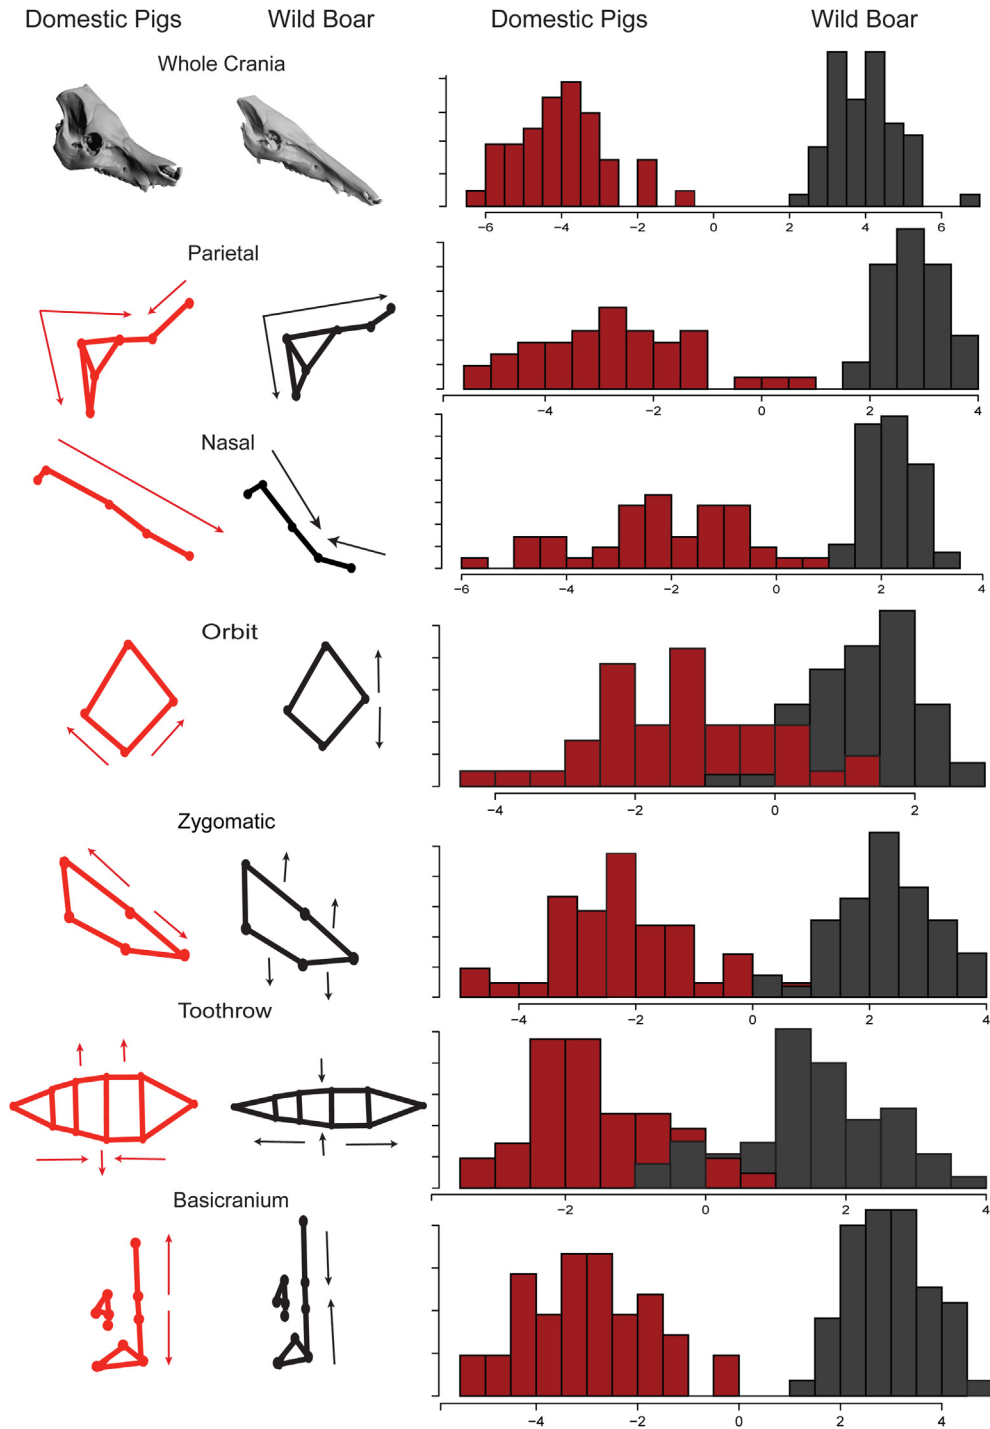 Domestic Pigs Wild Boar Domestic Pigs Wild Boar
Whole Crania
−6 −4 −2 0 2 4 6
Parietal
−4 −2 0 2 4
Nasal
−6 −4 −2 0 2 4
Orbit
−4 −2 0 2
Zygomatic
−4 −2 0 2 4
Toothrow
−2 0 2 4
Basicranium
−4 −2 0 2 4